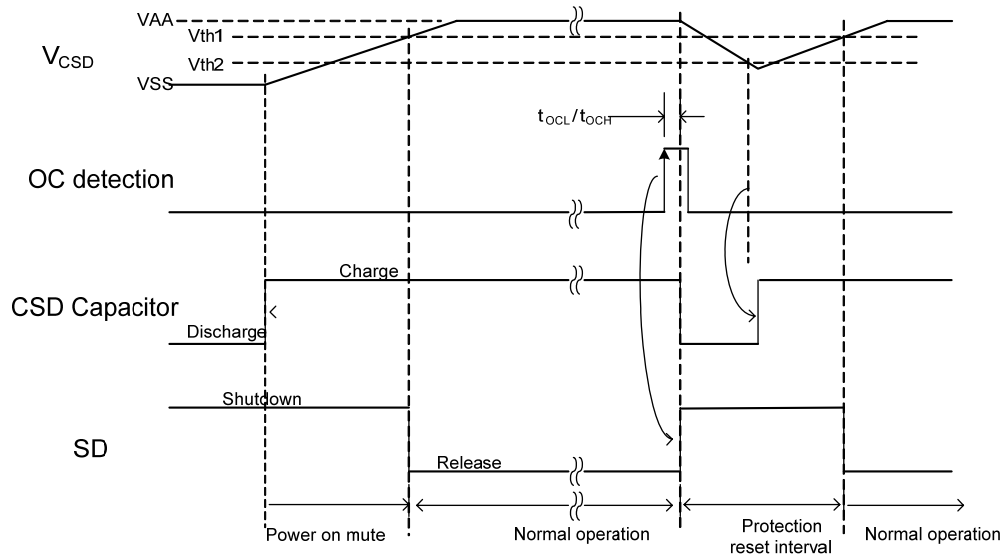 VAA
Vth1
V CSD
Vth2
VSS
tOCL/tOCH
OC detection
Charge
CSD Capacitor
Discharge
Shutdown
SD
Release
Power on mute
Normal operation
Protection
reset interval
Normal operation